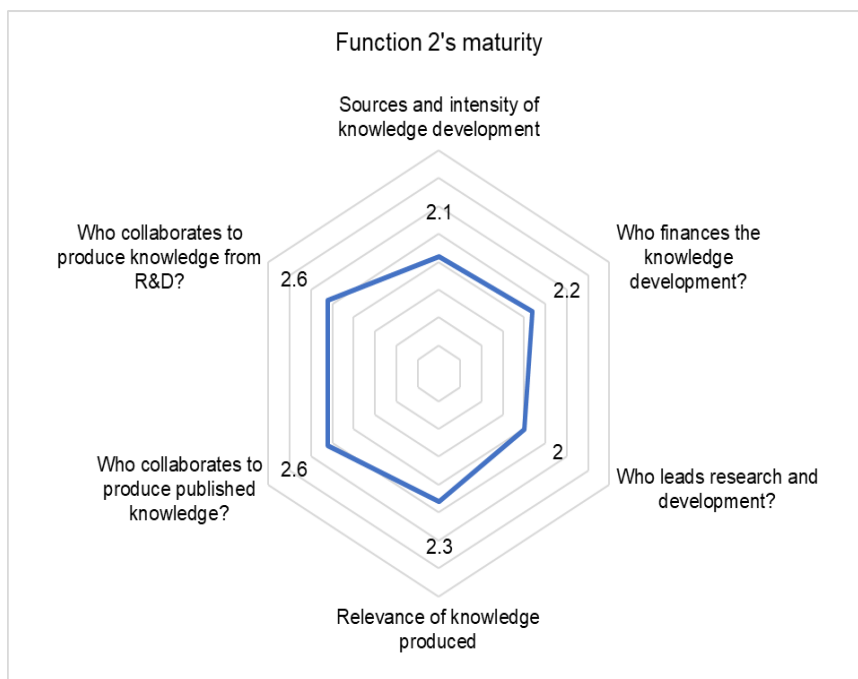 Function 2's maturity
Sources and intensity of
knowledge development
2.1
Who finances the
knowledge
development?
2.2
Who leads research and
development?
2
Relevance of knowledge
produced
2.3
Who collaborates to
produce published
knowledge?
2.6
Who collaborates to
produce knowledge from
R&D?
2.6